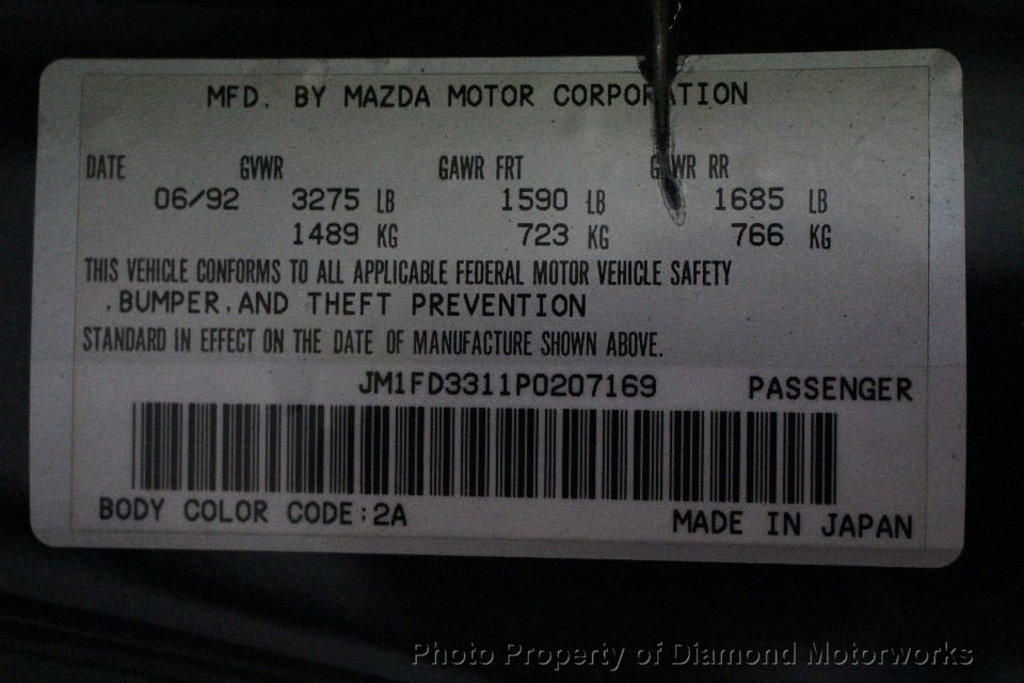 MFD. BY MAZDA MOTOR CORPORATION
DATE GVWR GAWR FRT GAWR RR
06/92 3275 LB 1590 LB 1685 LB
1489 KG 723 KG 766 KG
THIS VEHICLE CONFORMS TO ALL APPLICABLE FEDERAL MOTOR VEHICLE SAFETY
,BUMPER,AND THEFT PREVENTION
STANDARD IN EFFECT ON THE DATE OF MANUFACTURE SHOWN ABOVE.
JM1FD3311P0207169 PASSENGER
BODY COLOR CODE:2A MADE IN JAPAN
Photo Property of Diamond Motorworks